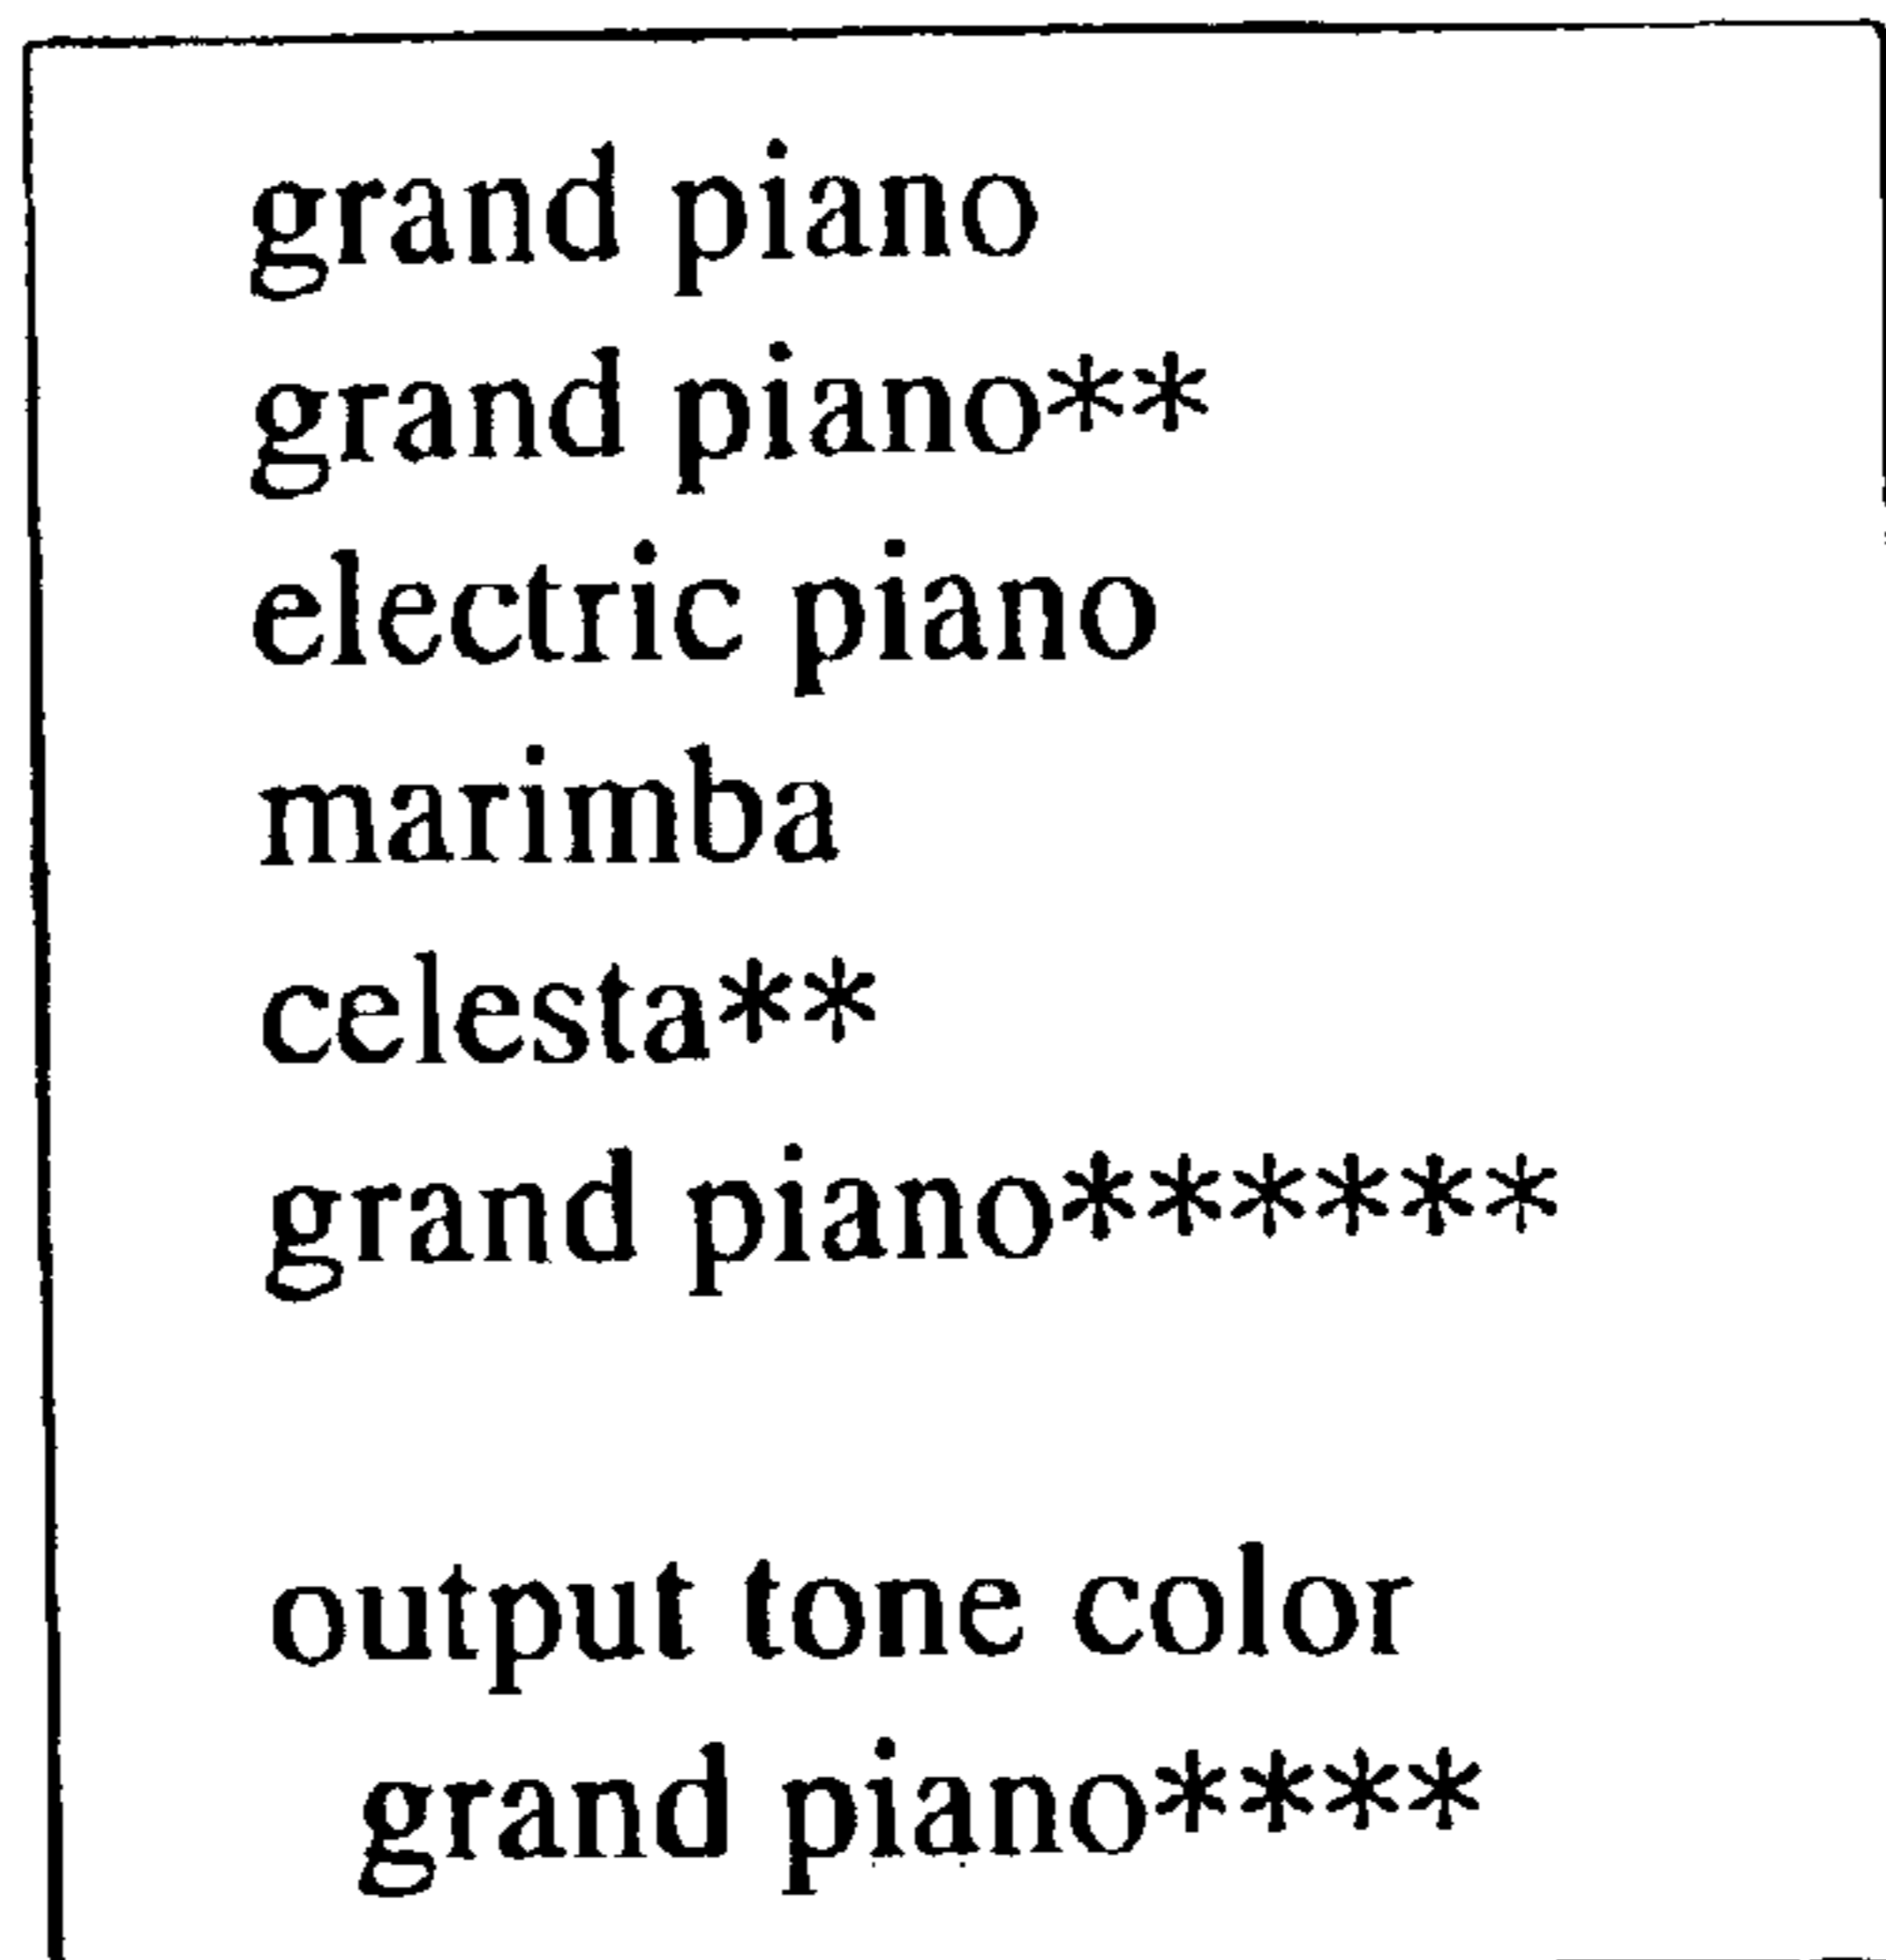 grand piano
grand piano**
electric piano
marimba
celesta**
grand piano******
output tone color
grand piano****